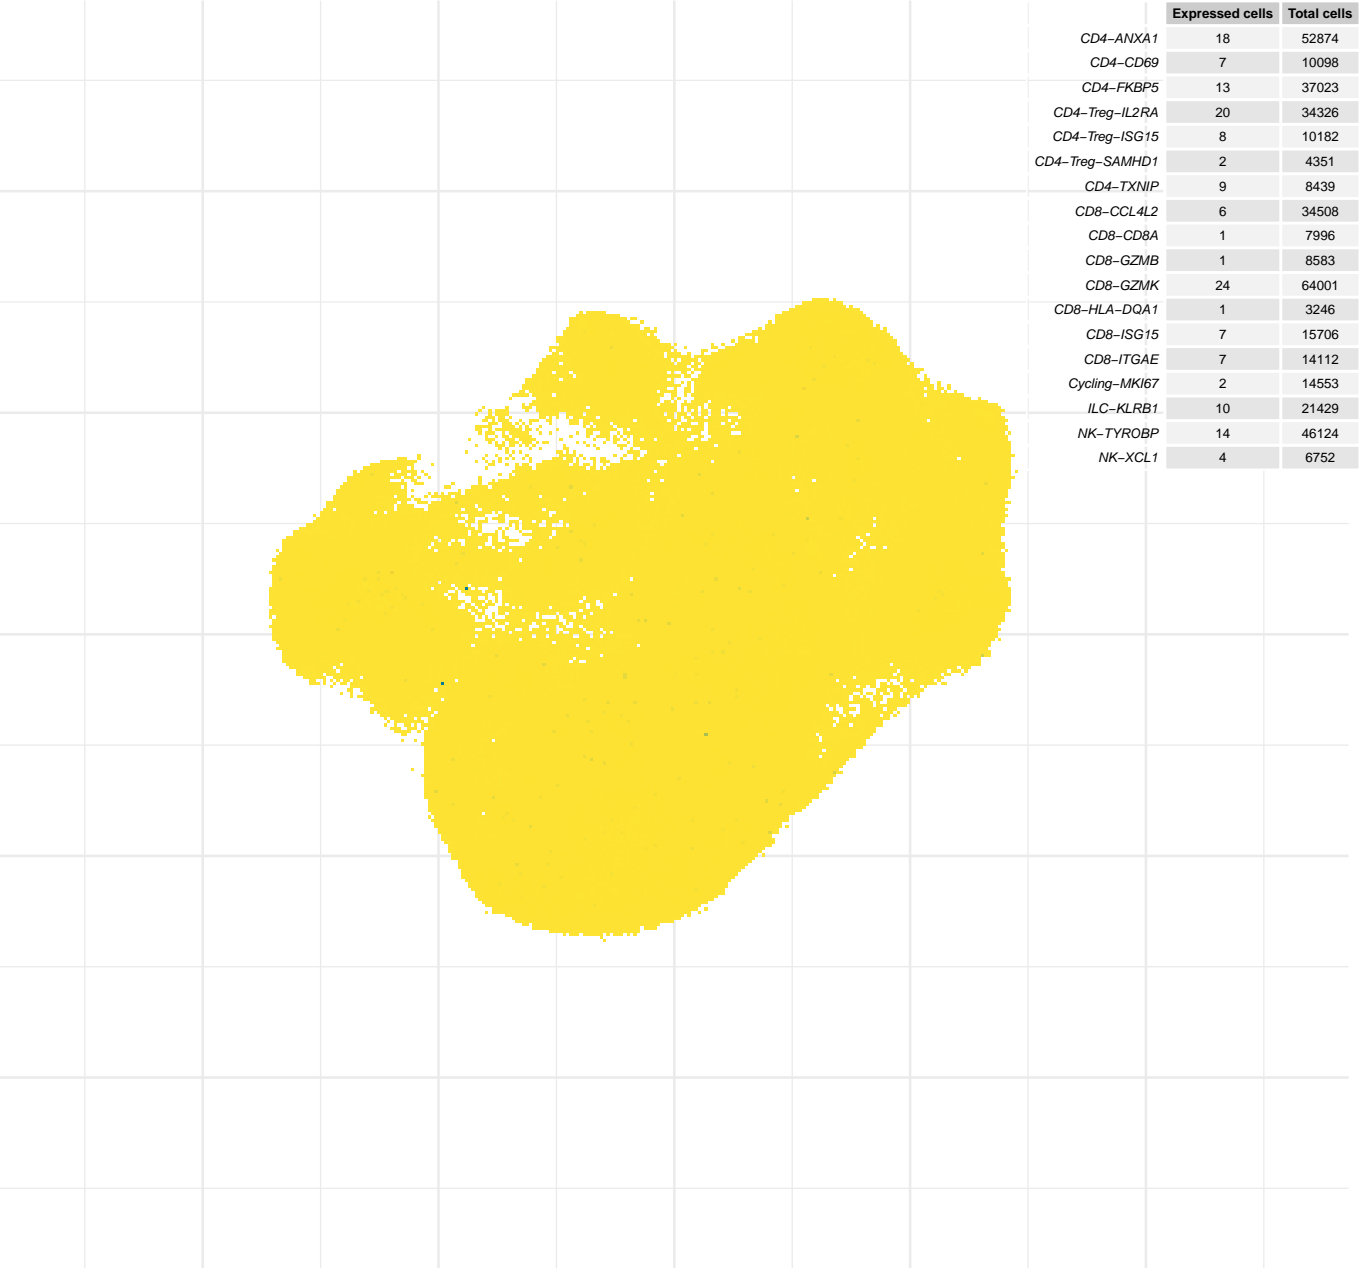 Expressed cells Total cells
CD4−ANXA1 18 52874
CD4−CD69 7 10098
CD4−FKBP5 13 37023
CD4−Treg−IL2RA 20 34326
CD4−Treg−ISG15 8 10182
CD4−Treg−SAMHD1 2 4351
CD4−TXNIP 9 8439
CD8−CCL4L2 6 34508
CD8−CD8A 1 7996
CD8−GZMB 1 8583
CD8−GZMK 24 64001
CD8−HLA−DQA1 1 3246
CD8−ISG15 7 15706
CD8−ITGAE 7 14112
Cycling−MKI67 2 14553
ILC−KLRB1 10 21429
NK−TYROBP 14 46124
NK−XCL1 4 6752